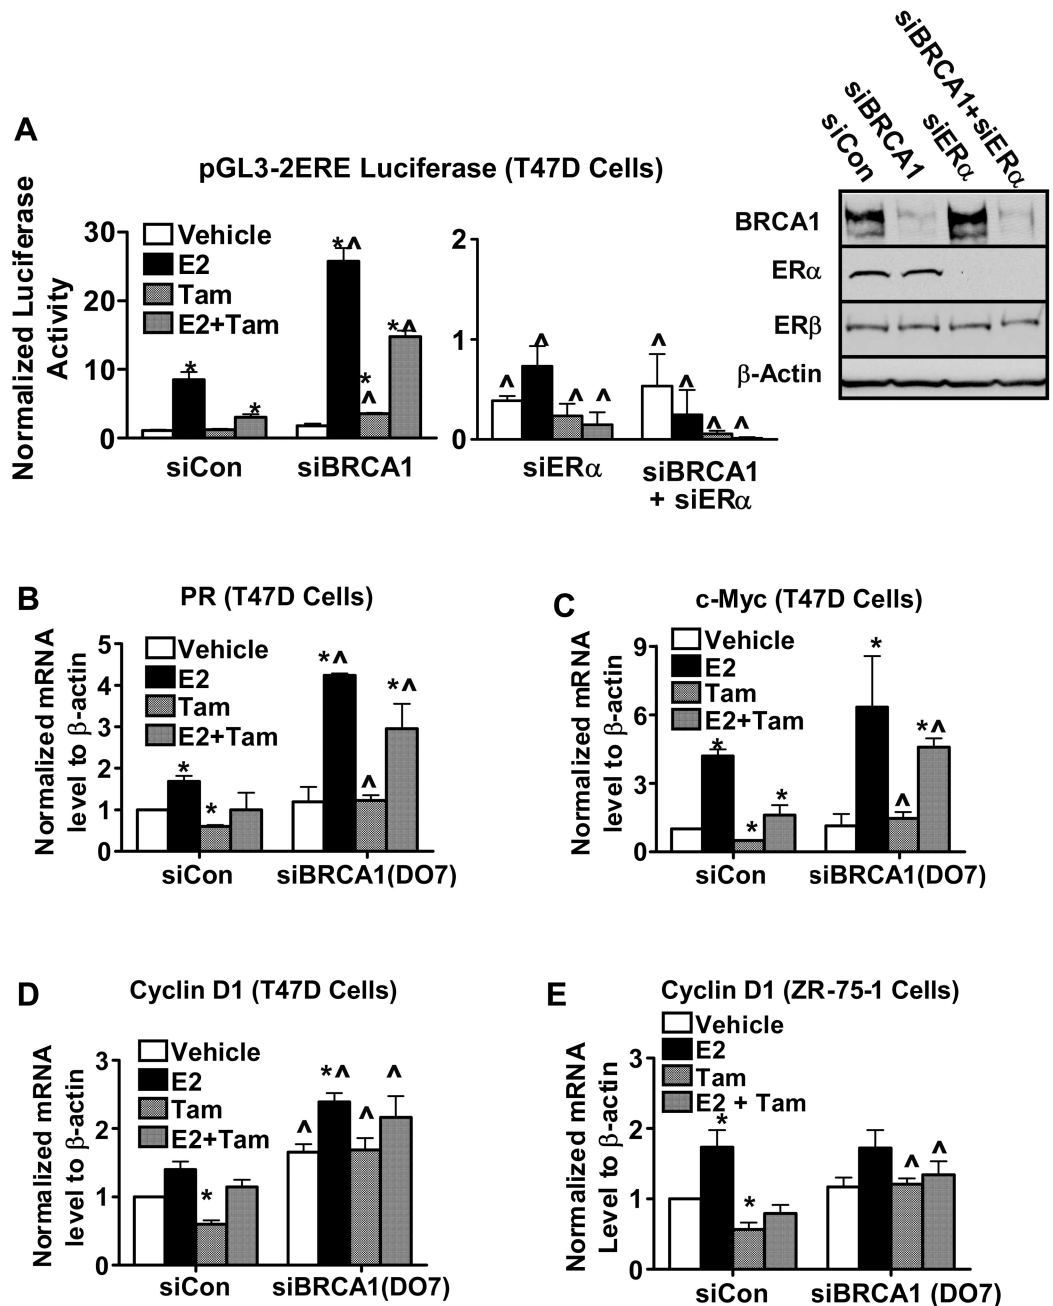 A
pGL3-2ERE Luciferase (T47D Cells)
Normalized Luciferase
Activity
30
20
10
0
Vehicle
E2
Tam
E2+Tam
*
*
*^
*
^
*^
siCon
siBRCA1
2
1
0
^
^
^
^
^
^
^
^
siERα
siBRCA1
+ siERα
siCon
siBRCA1
siERα
siBRCA1+siERα
BRCA1
ERα
ERβ
β-Actin
B
PR (T47D Cells)
Normalized mRNA
level to β-actin
5
4
3
2
1
0
Vehicle
E2
Tam
E2+Tam
*
*
*^
^
*^
siCon
siBRCA1(DO7)
C
c-Myc (T47D Cells)
Normalized mRNA
level to β-actin
9
6
3
0
Vehicle
E2
Tam
E2+Tam
*
*
*
*
^
*^
siCon
siBRCA1(DO7)
D
Cyclin D1 (T47D Cells)
Normalized mRNA
level to β-actin
3
2
1
0
Vehicle
E2
Tam
E2+Tam
*
^
*^
^
^
siCon
siBRCA1(DO7)
E
Cyclin D1 (ZR-75-1 Cells)
Normalized mRNA
Level to β-actin
3
2
1
0
Vehicle
E2
Tam
E2 + Tam
*
*
^
^
siCon
siBRCA1 (DO7)